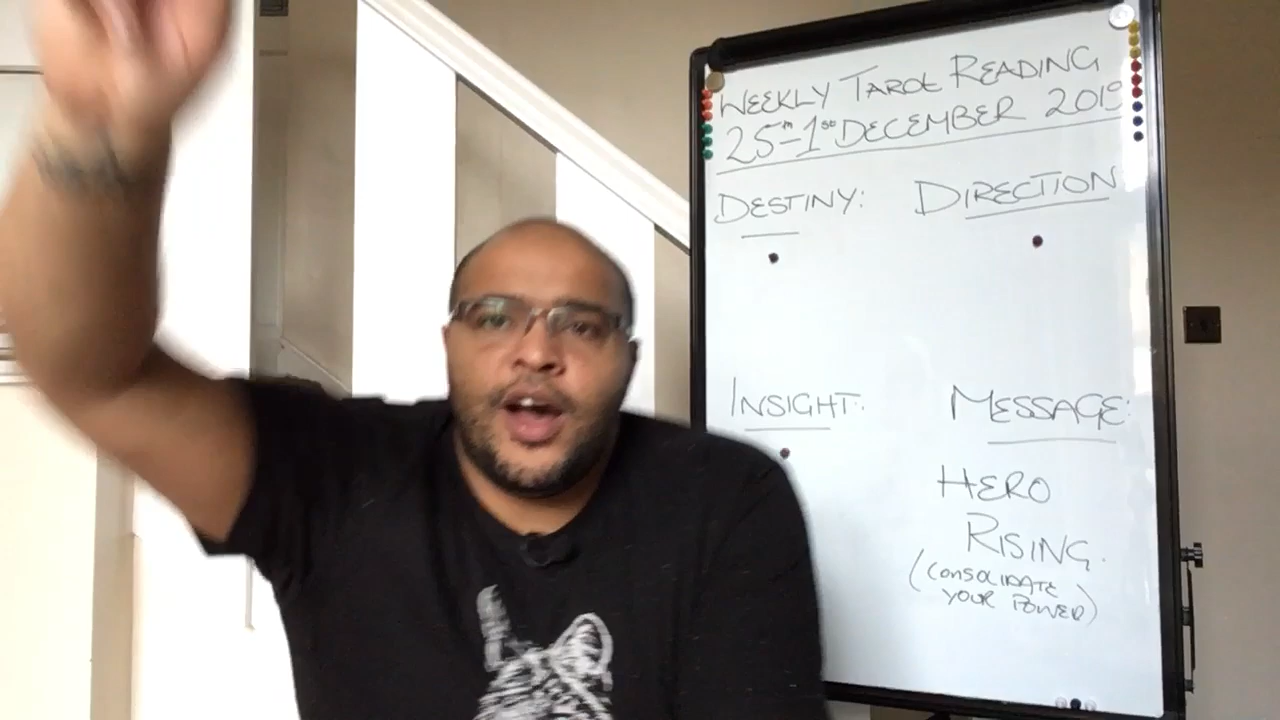 WEEKLY TAROT READING
25th-1st DECEMBER 2019
DESTINY: DIRECTION
INSIGHT: MESSAGE:
HERO
RISING.
(CONSOLIDATE
YOUR POWER)